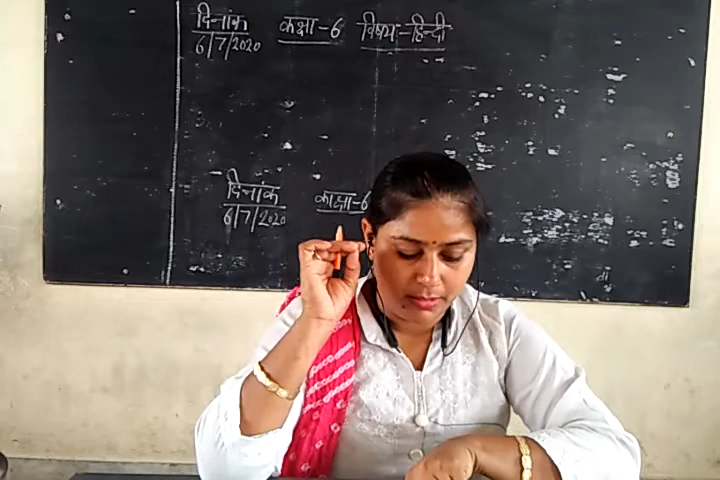 दिनांक कक्षा-6 विषय-हिन्दी
6/7/2020
दिनांक कक्षा-6
6/7/2020